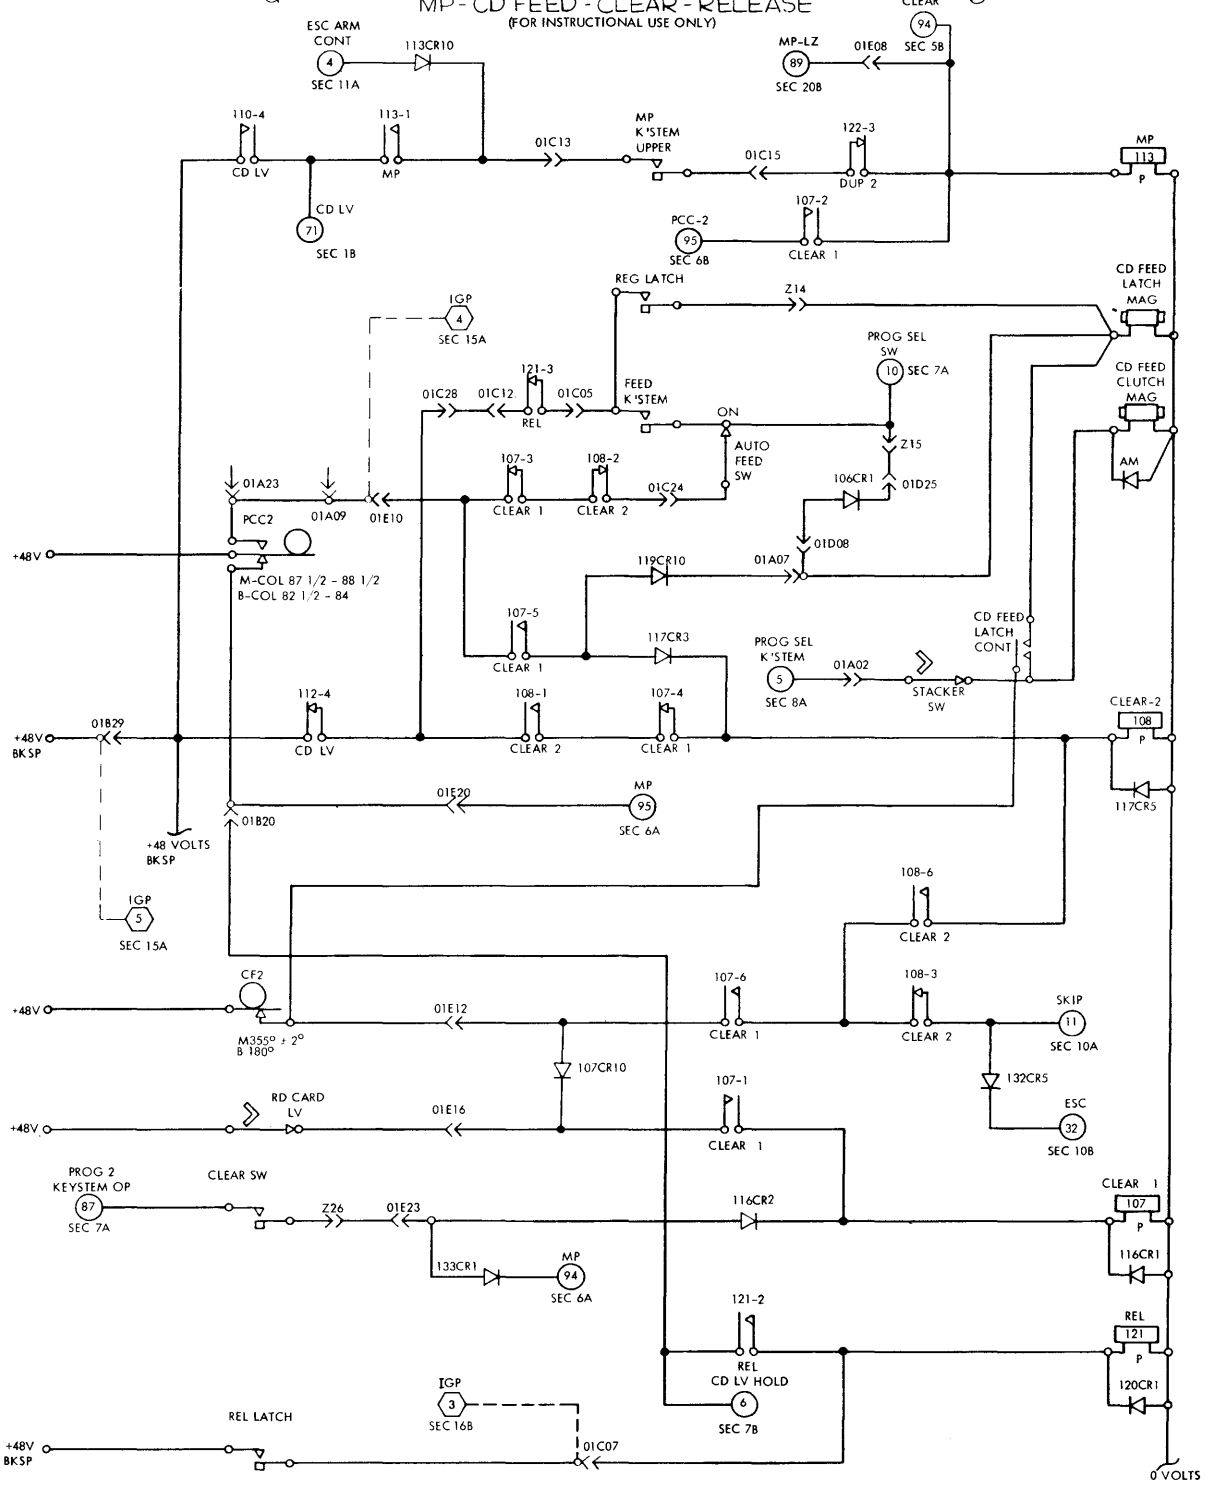 MP-CD FEED-CLEAR-RELEASE
(FOR INSTRUCTIONAL USE ONLY)
CLEAR
94
SEC 5B
ESC ARM
CONT
4
SEC 11A
113CR10
MP-LZ
89
SEC 20B
01E08
110-4
CD LV
113-1
MP
CD LV
71
SEC 1B
01C13
MP
K'STEM
UPPER
01C15
122-3
DUP 2
MP
113
P
PCC-2
95
SEC 6B
107-2
CLEAR 1
REG LATCH
Z14
CD FEED
LATCH
MAG
IGP
4
SEC 15A
PROG SEL
SW
10
SEC 7A
CD FEED
CLUTCH
MAG
AM
01C28
01C12
121-3
REL
01C05
FEED
K'STEM
ON
AUTO
FEED
SW
Z15
01D25
107-3
CLEAR 1
108-2
CLEAR 2
01C24
106CR1
01A23
01A09
01E10
PCC2
+48V
M-COL 87 1/2 - 88 1/2
B-COL 82 1/2 - 84
01D08
119CR10
01A07
107-5
CLEAR 1
117CR3
PROG SEL
K'STEM
5
SEC 8A
01A02
STACKER
SW
CD FEED
LATCH
CONT
01B29
+48V
BKSP
112-4
CD LV
108-1
CLEAR 2
107-4
CLEAR 1
CLEAR-2
108
P
117CR5
01E20
MP
95
SEC 6A
01B20
+48 VOLTS
BKSP
IGP
5
SEC 15A
108-6
CLEAR 2
+48V
CF2
M355° ± 2°
B 180°
01E12
107-6
CLEAR 1
108-3
CLEAR 2
SKIP
11
SEC 10A
107CR10
132CR5
ESC
32
SEC 10B
+48V
RD CARD
LV
01E16
107-1
CLEAR 1
PROG 2
KEYSTEM OP
87
SEC 7A
CLEAR SW
Z26
01E23
116CR2
CLEAR 1
107
P
116CR1
133CR1
MP
94
SEC 6A
121-2
REL
CD LV HOLD
6
SEC 7B
REL
121
P
120CR1
IGP
3
SEC 16B
REL LATCH
+48V
BKSP
01C07
0 VOLTS